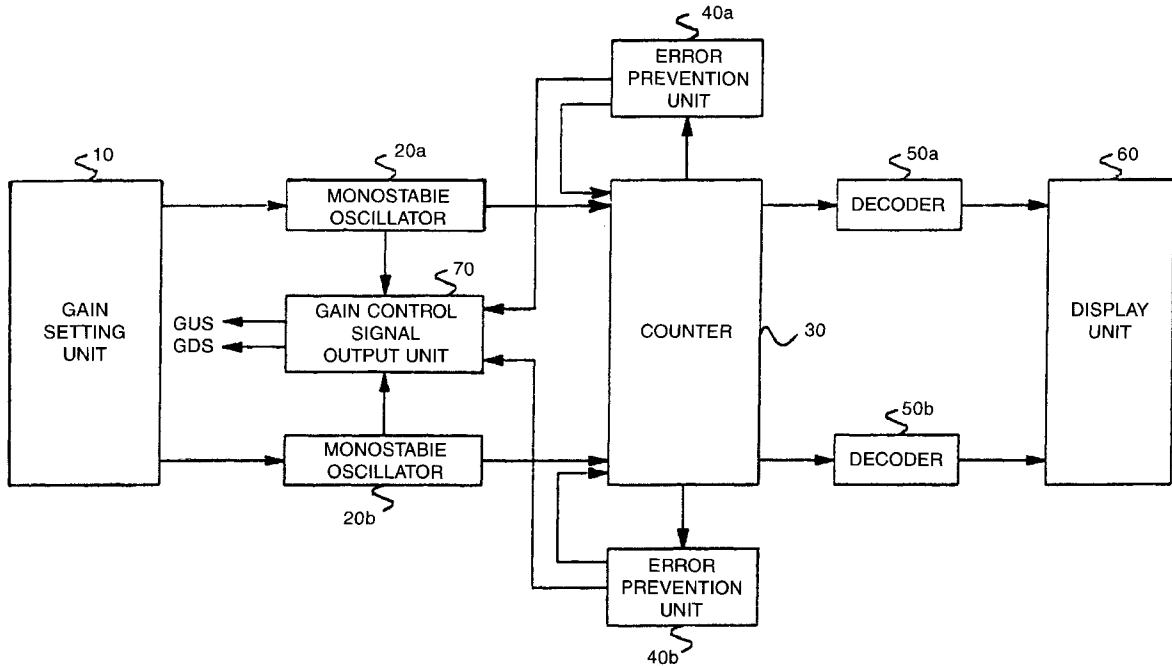 40a
ERROR
PREVENTION
UNIT
10
20a
50a
60
MONOSTABIE
OSCILLATOR
DECODER
70
GAIN
SETTING
UNIT
GUS
GDS
GAIN CONTROL
SIGNAL
OUTPUT UNIT
COUNTER
30
DISPLAY
UNIT
50b
MONOSTABIE
OSCILLATOR
DECODER
20b
ERROR
PREVENTION
UNIT
40b